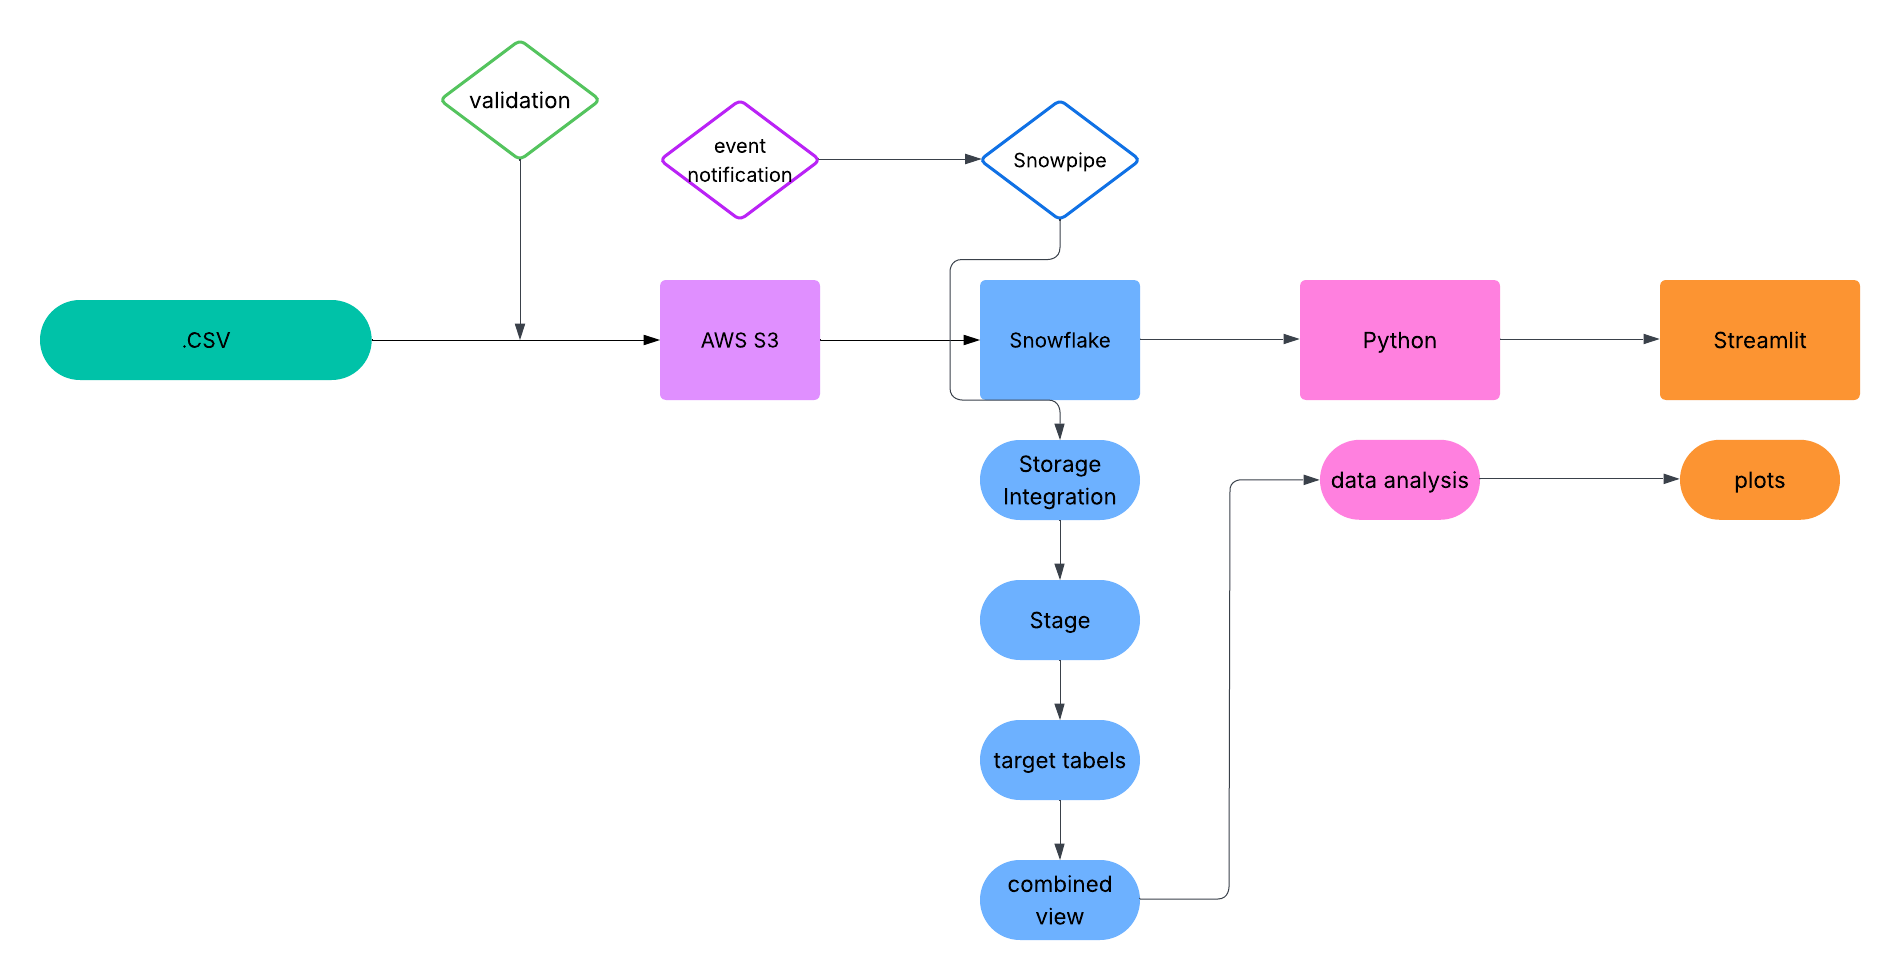 validation
event
notification
Snowpipe
.CSV
AWS S3
Snowflake
Python
Streamlit
Storage
Integration
data analysis
plots
Stage
target tabels
combined
view